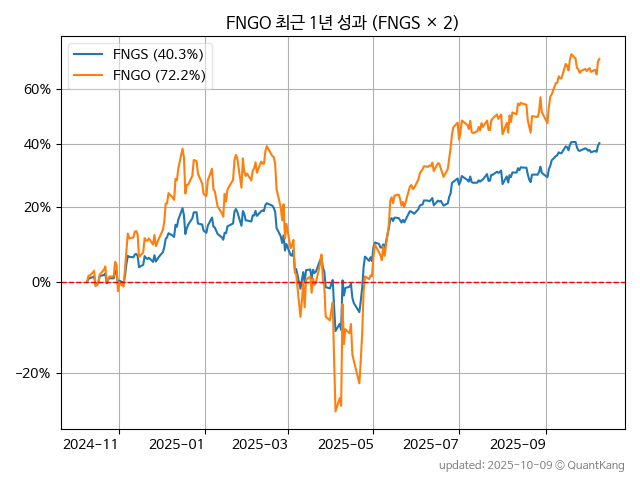 FNGO 최근 1년 성과 (FNGS × 2)
FNGS (40.3%)
FNGO (72.2%)
60%
40%
20%
0%
−20%
2024−11
2025−01
2025−03
2025−05
2025−07
2025−09
updated: 2025-10-09 © QuantKang